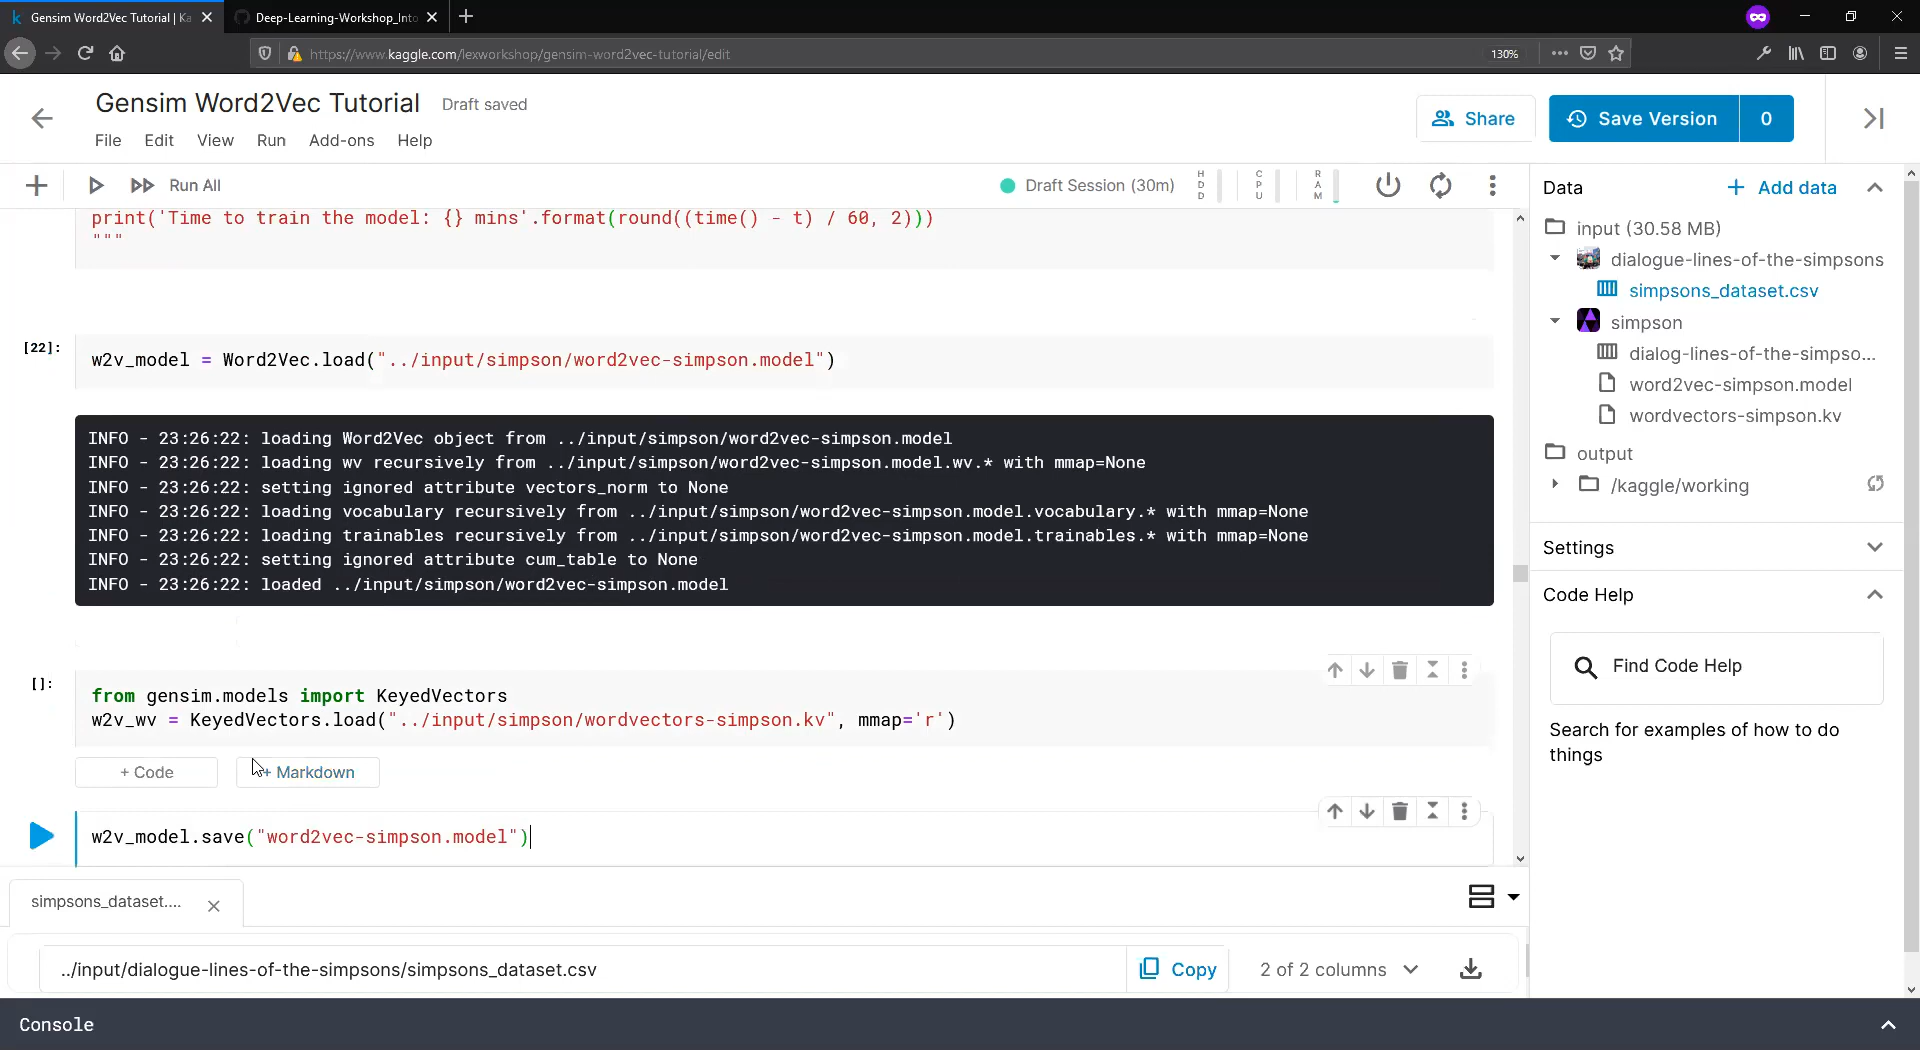 Gensim Word2Vec Tutorial | Ka
Deep-Learning-Workshop_Into
https://www.kaggle.com/lexworkshop/gensim-word2vec-tutorial/edit
130%
Gensim Word2Vec Tutorial
Draft saved
File Edit View Run Add-ons Help
Share
Save Version
0
Run All
Draft Session (30m)
HDD
CPU
RAM
print('Time to train the model: {} mins'.format(round((time() - t) / 60, 2)))
"""
[22]:
w2v_model = Word2Vec.load("../input/simpson/word2vec-simpson.model")
INFO - 23:26:22: loading Word2Vec object from ../input/simpson/word2vec-simpson.model
INFO - 23:26:22: loading wv recursively from ../input/simpson/word2vec-simpson.model.wv.* with mmap=None
INFO - 23:26:22: setting ignored attribute vectors_norm to None
INFO - 23:26:22: loading vocabulary recursively from ../input/simpson/word2vec-simpson.model.vocabulary.* with mmap=None
INFO - 23:26:22: loading trainables recursively from ../input/simpson/word2vec-simpson.model.trainables.* with mmap=None
INFO - 23:26:22: setting ignored attribute cum_table to None
INFO - 23:26:22: loaded ../input/simpson/word2vec-simpson.model
[]:
from gensim.models import KeyedVectors
w2v_wv = KeyedVectors.load("../input/simpson/wordvectors-simpson.kv", mmap='r')
+ Code
+ Markdown
w2v_model.save("word2vec-simpson.model")
simpsons_dataset....
../input/dialogue-lines-of-the-simpsons/simpsons_dataset.csv
Copy
2 of 2 columns
Console
Data
+ Add data
input (30.58 MB)
dialogue-lines-of-the-simpsons
simpsons_dataset.csv
simpson
dialog-lines-of-the-simpso...
word2vec-simpson.model
wordvectors-simpson.kv
output
/kaggle/working
Settings
Code Help
Find Code Help
Search for examples of how to do
things